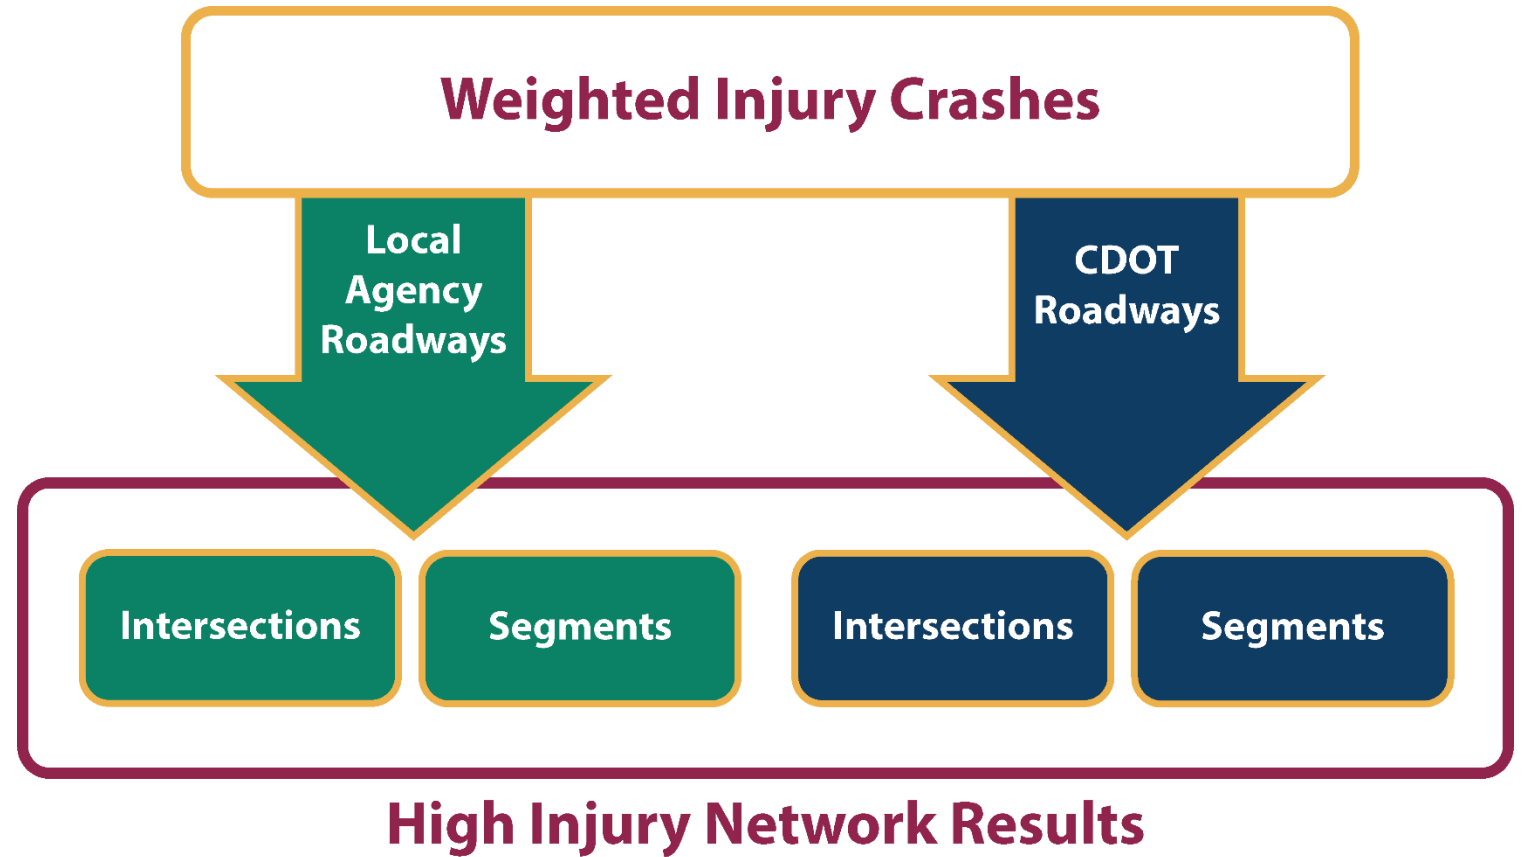 Weighted Injury Crashes
Local
Agency
Roadways
CDOT
Roadways
Intersections
Segments
Intersections
Segments
High Injury Network Results